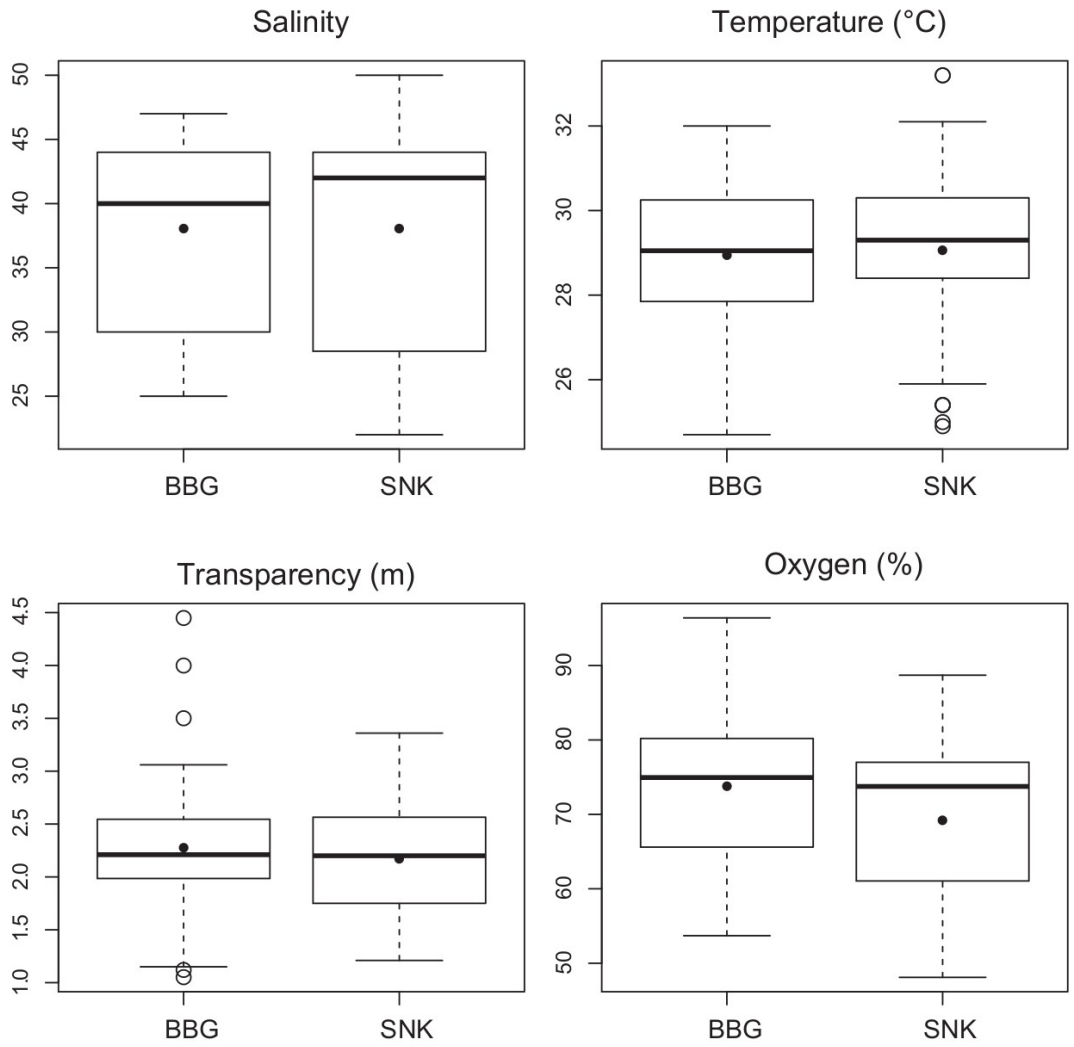 Salinity
50
45
40
35
30
25
BBG SNK
Temperature (°C)
32
30
28
26
BBG SNK
Transparency (m)
4.5
4.0
3.5
3.0
2.5
2.0
1.5
1.0
BBG SNK
Oxygen (%)
90
80
70
60
50
BBG SNK